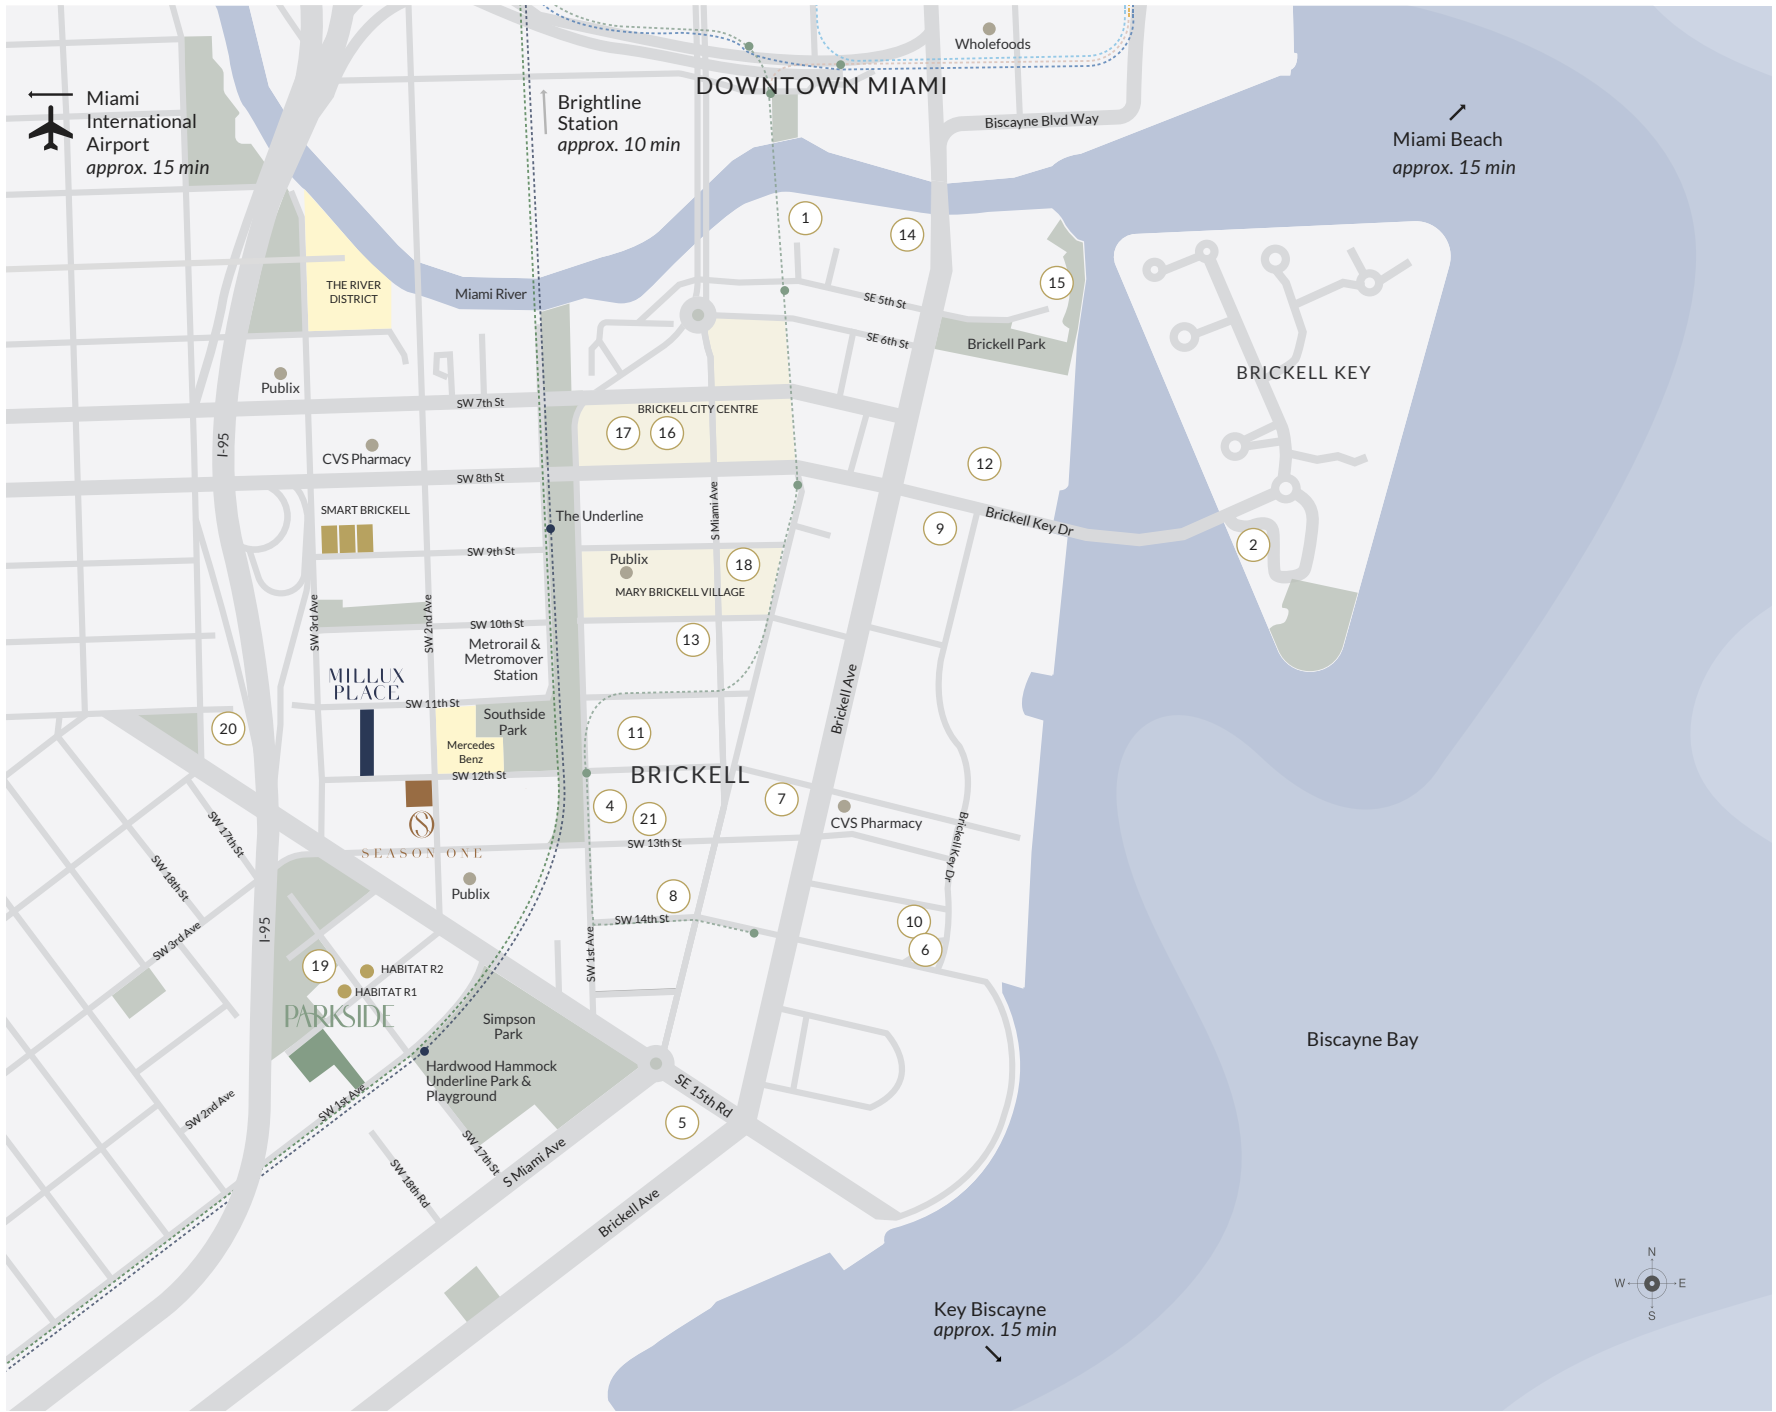 Wholefoods
DOWNTOWN MIAMI
Miami
International
Airport
approx. 15 min
Brightline
Station
approx. 10 min
Biscayne Blvd Way
Miami Beach
approx. 15 min
1
14
15
THE RIVER
DISTRICT
Miami River
SE 5th St
SE 6th St
Brickell Park
BRICKELL KEY
Publix
SW 7th St
BRICKELL CITY CENTRE
17
16
I-95
CVS Pharmacy
12
SW 8th St
SMART BRICKELL
S Miami Ave
The Underline
Brickell Key Dr
9
2
SW 9th St
Publix
18
MARY BRICKELL VILLAGE
SW 3rd Ave
SW 2nd Ave
SW 10th St
13
Metrorail &
Metromover
Station
MILLUX
PLACE
SW 11th St
Southside
Park
Brickell Ave
20
11
Mercedes
Benz
SW 12th St
BRICKELL
4
21
7
CVS Pharmacy
SW 17th St
S
SEASON ONE
SW 13th St
Brickell Key Dr
SW 18th St
Publix
8
SW 14th St
10
6
I-95
SW 3rd Ave
SW 1st Ave
19
HABITAT R2
HABITAT R1
PARKSIDE
Simpson
Park
Biscayne Bay
Hardwood Hammock
Underline Park &
Playground
SW 2nd Ave
SW 1st Ave
SE 15th Rd
5
SW 17th St
S Miami Ave
SW 18th Rd
Brickell Ave
Key Biscayne
approx. 15 min
N
W
E
S